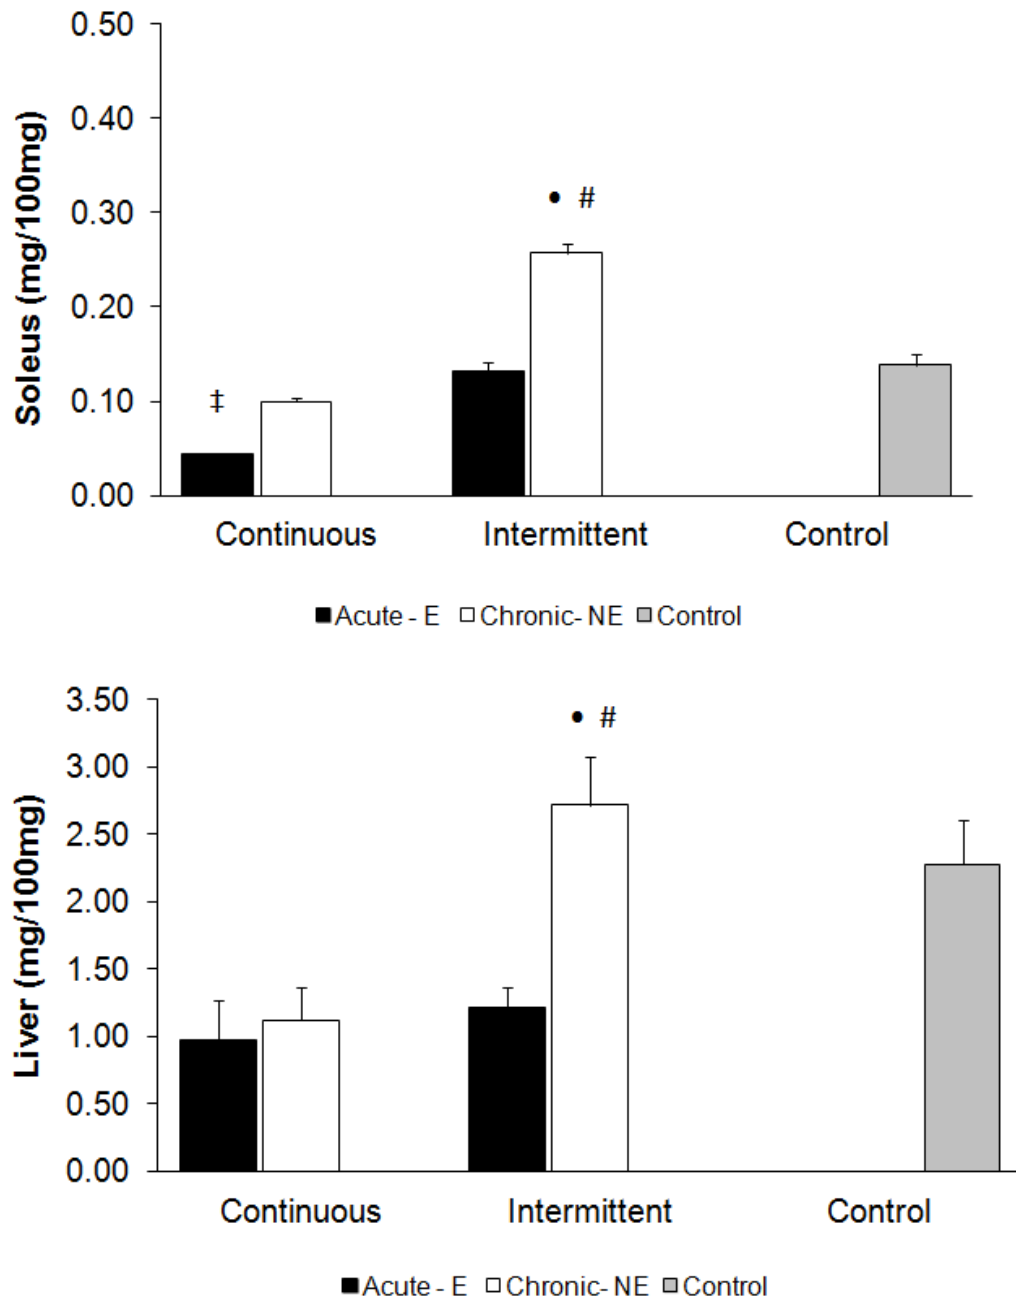 Soleus (mg/100mg)
0.50
0.40
0.30
0.20
0.10
0.00
• #
‡
Continuous Intermittent Control
Acute - E Chronic- NE Control
Liver (mg/100mg)
3.50
3.00
2.50
2.00
1.50
1.00
0.50
0.00
• #
Continuous Intermittent Control
Acute - E Chronic- NE Control